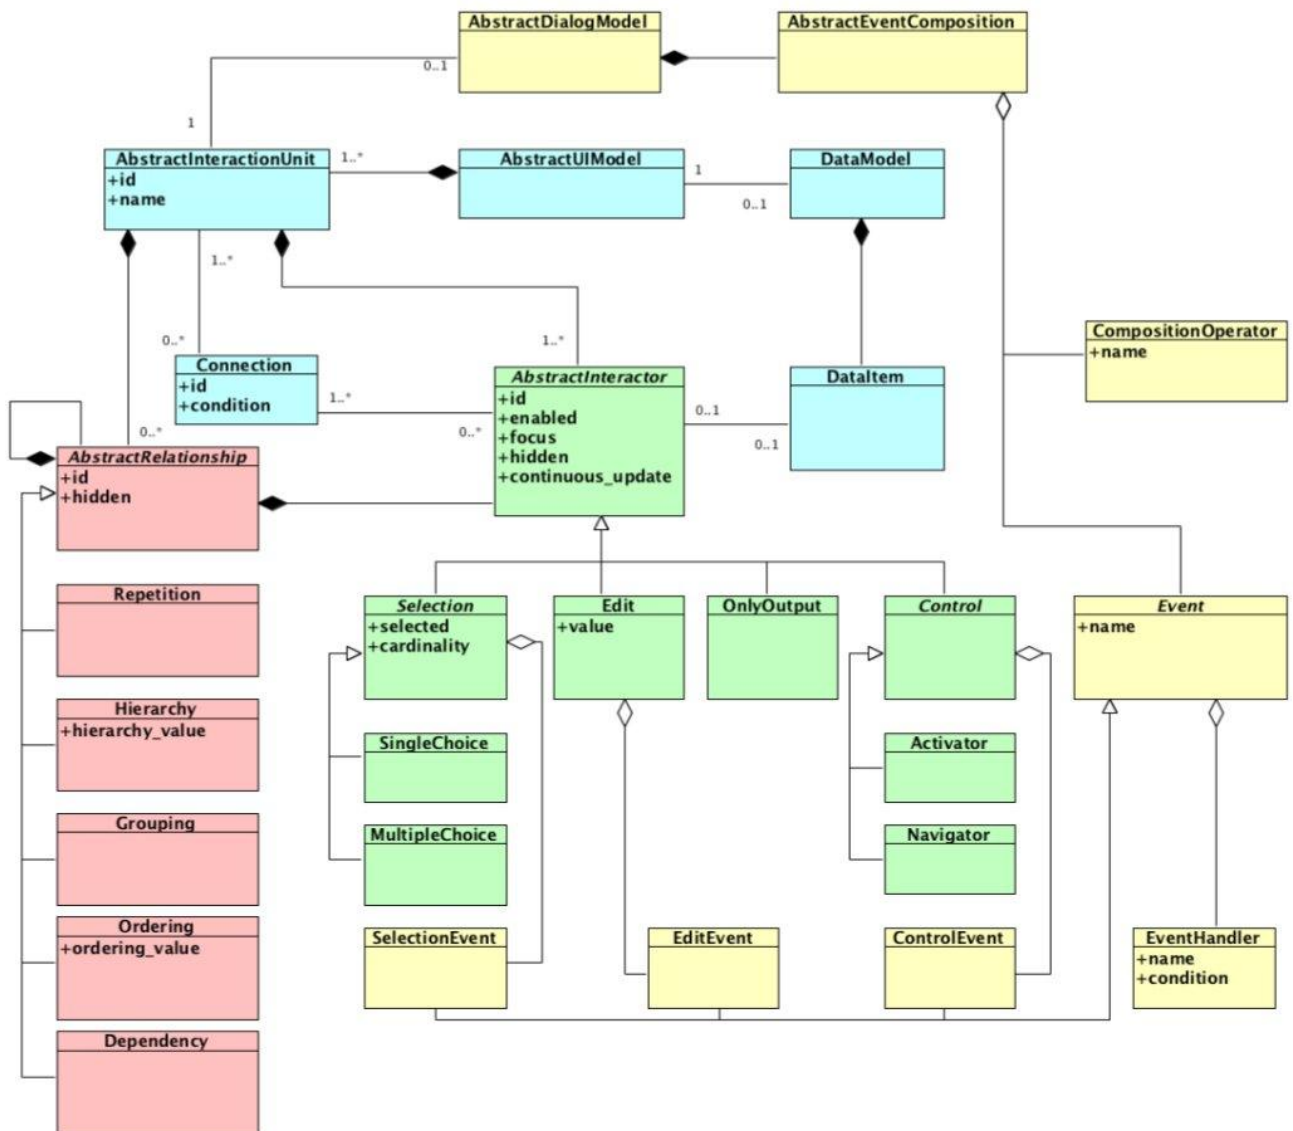 AbstractDialogModel
AbstractEventComposition
0..1
1
AbstractInteractionUnit
+id
+name
1..*
AbstractUIModel
1
0..1
DataModel
1..*
0..*
1..*
Connection
+id
+condition
1..*
0..*
CompositionOperator
+name
AbstractInteractor
+id
+enabled
+focus
+hidden
+continuous_update
0..1
0..1
DataItem
0..*
AbstractRelationship
+id
+hidden
Repetition
Hierarchy
+hierarchy_value
Grouping
Ordering
+ordering_value
Dependency
Selection
+selected
+cardinality
Edit
+value
OnlyOutput
Control
Event
+name
SingleChoice
MultipleChoice
Activator
Navigator
SelectionEvent
EditEvent
ControlEvent
EventHandler
+name
+condition